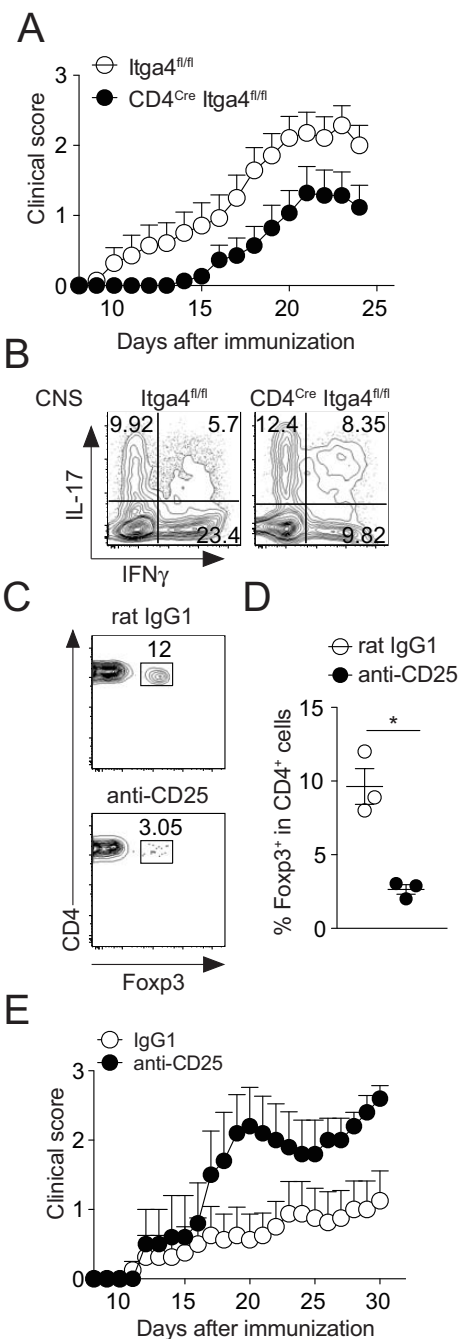 A
Itga4fl/fl
CD4Cre Itga4fl/fl
Clinical score
3
2
1
0
10 15 20 25
Days after immunization
B
CNS Itga4fl/fl CD4Cre Itga4fl/fl
9.92 5.7 12.4 8.35
23.4 9.82
IL-17
IFNγ
C
rat IgG1
12
anti-CD25
3.05
CD4
Foxp3
D
rat IgG1
anti-CD25
% Foxp3+ in CD4+ cells
15
10
5
0
*
E
IgG1
anti-CD25
Clinical score
3
2
1
0
10 15 20 25 30
Days after immunization